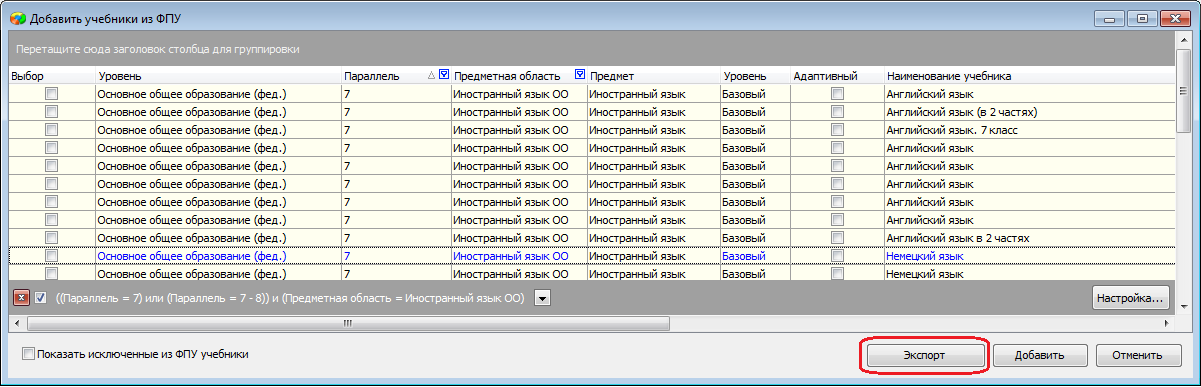 Добавить учебники из ФПУ
Перетащите сюда заголовок столбца для группировки
Выбор Уровень Параллель Предметная область Предмет Уровень Адаптивный Наименование учебника
Основное общее образование (фед.) 7 Иностранный язык ОО Иностранный язык Базовый Английский язык
Основное общее образование (фед.) 7 Иностранный язык ОО Иностранный язык Базовый Английский язык (в 2 частях)
Основное общее образование (фед.) 7 Иностранный язык ОО Иностранный язык Базовый Английский язык. 7 класс
Основное общее образование (фед.) 7 Иностранный язык ОО Иностранный язык Базовый Английский язык
Основное общее образование (фед.) 7 Иностранный язык ОО Иностранный язык Базовый Английский язык
Основное общее образование (фед.) 7 Иностранный язык ОО Иностранный язык Базовый Английский язык
Основное общее образование (фед.) 7 Иностранный язык ОО Иностранный язык Базовый Английский язык
Основное общее образование (фед.) 7 Иностранный язык ОО Иностранный язык Базовый Английский язык
Основное общее образование (фед.) 7 Иностранный язык ОО Иностранный язык Базовый Английский язык в 2 частях
Основное общее образование (фед.) 7 Иностранный язык ОО Иностранный язык Базовый Немецкий язык
Основное общее образование (фед.) 7 Иностранный язык ОО Иностранный язык Базовый Немецкий язык
((Параллель = 7) или (Параллель = 7 - 8)) и (Предметная область = Иностранный язык ОО) Настройка...
Показать исключенные из ФПУ учебники Экспорт Добавить Отменить